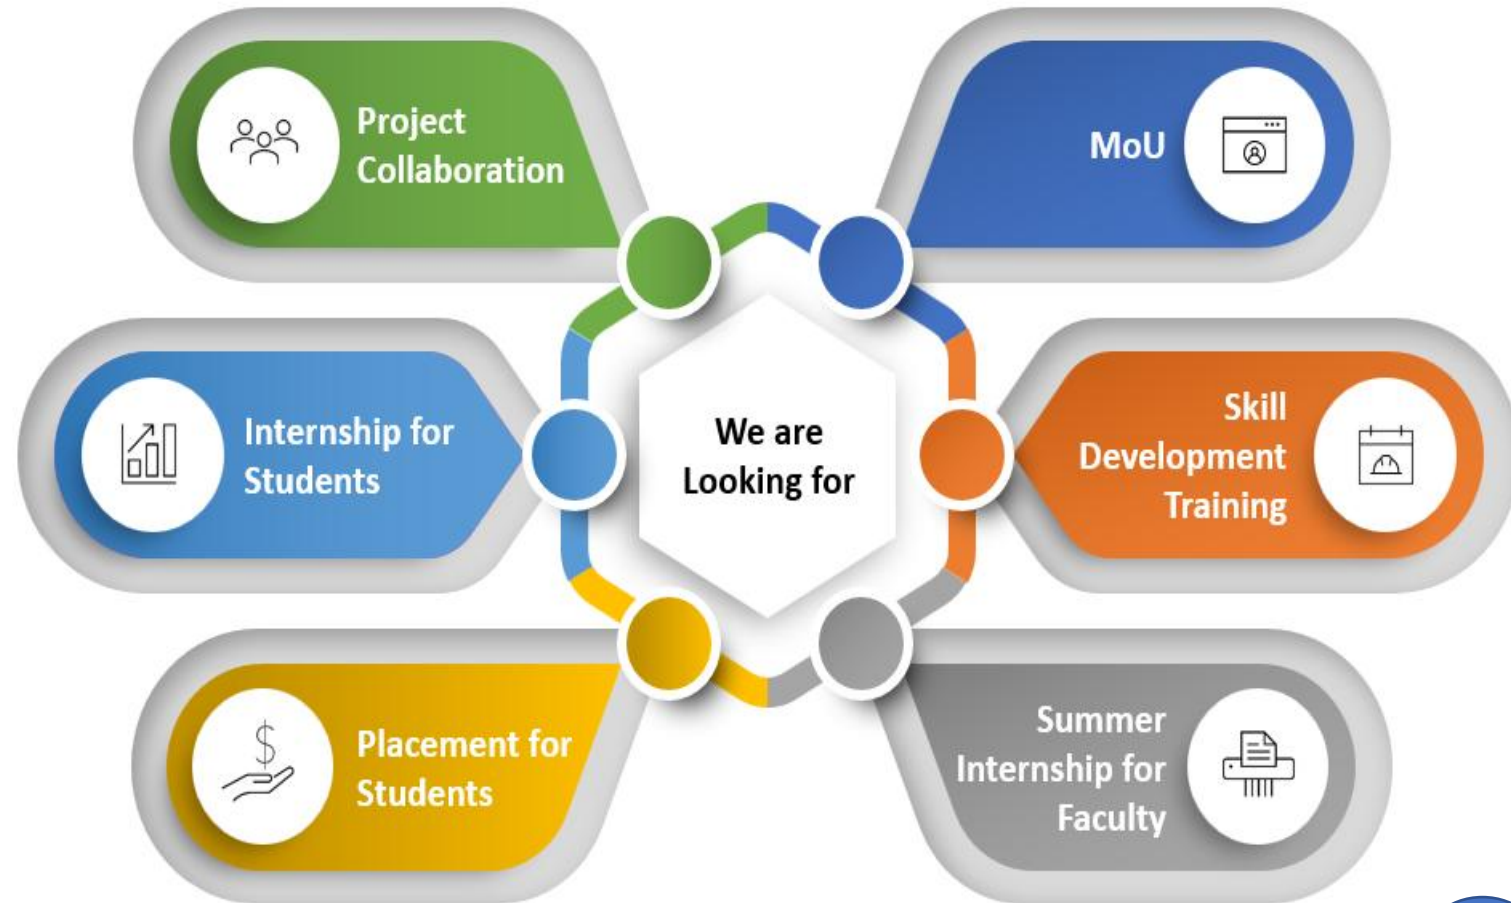 Project
Collaboration
MoU
Internship for
Students
We are
Looking for
Skill
Development
Training
Placement for
Students
Summer
Internship for
Faculty